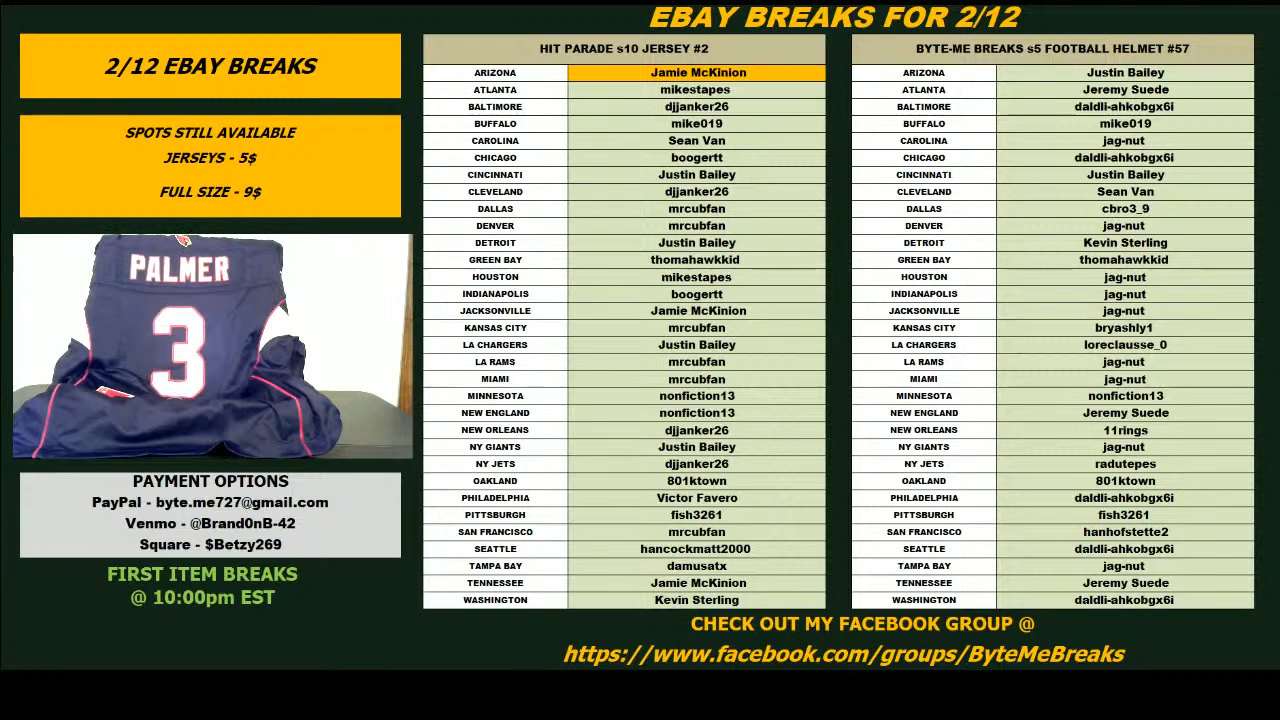 EBAY BREAKS FOR 2/12
2/12 EBAY BREAKS
SPOTS STILL AVAILABLE
JERSEYS - 5$
FULL SIZE - 9$
PALMER
3
PAYMENT OPTIONS
PayPal - byte.me727@gmail.com
Venmo - @Brand0nB-42
Square - $Betzy269
FIRST ITEM BREAKS
@ 10:00pm EST
HIT PARADE s10 JERSEY #2
ARIZONA Jamie McKinion
ATLANTA mikestapes
BALTIMORE djjanker26
BUFFALO mike019
CAROLINA Sean Van
CHICAGO boogertt
CINCINNATI Justin Bailey
CLEVELAND djjanker26
DALLAS mrcubfan
DENVER mrcubfan
DETROIT Justin Bailey
GREEN BAY thomahawkkid
HOUSTON mikestapes
INDIANAPOLIS boogertt
JACKSONVILLE Jamie McKinion
KANSAS CITY mrcubfan
LA CHARGERS Justin Bailey
LA RAMS mrcubfan
MIAMI mrcubfan
MINNESOTA nonfiction13
NEW ENGLAND nonfiction13
NEW ORLEANS djjanker26
NY GIANTS Justin Bailey
NY JETS djjanker26
OAKLAND 801ktown
PHILADELPHIA Victor Favero
PITTSBURGH fish3261
SAN FRANCISCO mrcubfan
SEATTLE hancockmatt2000
TAMPA BAY damusatx
TENNESSEE Jamie McKinion
WASHINGTON Kevin Sterling
BYTE-ME BREAKS s5 FOOTBALL HELMET #57
ARIZONA Justin Bailey
ATLANTA Jeremy Suede
BALTIMORE daldli-ahkobgx6i
BUFFALO mike019
CAROLINA jag-nut
CHICAGO daldli-ahkobgx6i
CINCINNATI Justin Bailey
CLEVELAND Sean Van
DALLAS cbro3_9
DENVER jag-nut
DETROIT Kevin Sterling
GREEN BAY thomahawkkid
HOUSTON jag-nut
INDIANAPOLIS jag-nut
JACKSONVILLE jag-nut
KANSAS CITY bryashly1
LA CHARGERS loreclausse_0
LA RAMS jag-nut
MIAMI jag-nut
MINNESOTA nonfiction13
NEW ENGLAND Jeremy Suede
NEW ORLEANS 11rings
NY GIANTS jag-nut
NY JETS radutepes
OAKLAND 801ktown
PHILADELPHIA daldli-ahkobgx6i
PITTSBURGH fish3261
SAN FRANCISCO hanhofstette2
SEATTLE daldli-ahkobgx6i
TAMPA BAY jag-nut
TENNESSEE Jeremy Suede
WASHINGTON daldli-ahkobgx6i
CHECK OUT MY FACEBOOK GROUP @
https://www.facebook.com/groups/ByteMeBreaks